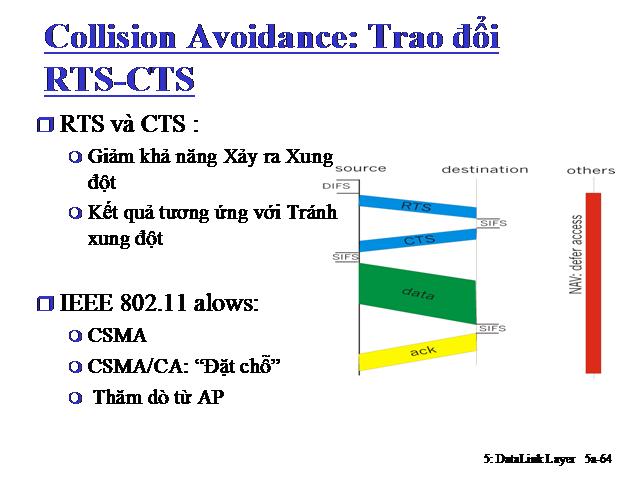 Collision Avoidance: Trao đổi
RTS-CTS
RTS và CTS :
Giảm khả năng Xảy ra Xung
đột
Kết quả tương ứng với Tránh
xung đột
IEEE 802.11 alows:
CSMA
CSMA/CA: “Đặt chỗ”
Thăm dò từ AP
source
destination
others
DIFS
RTS
SIFS
CTS
SIFS
data
SIFS
ack
NAV: defer access
5: DataLink Layer 5a-64